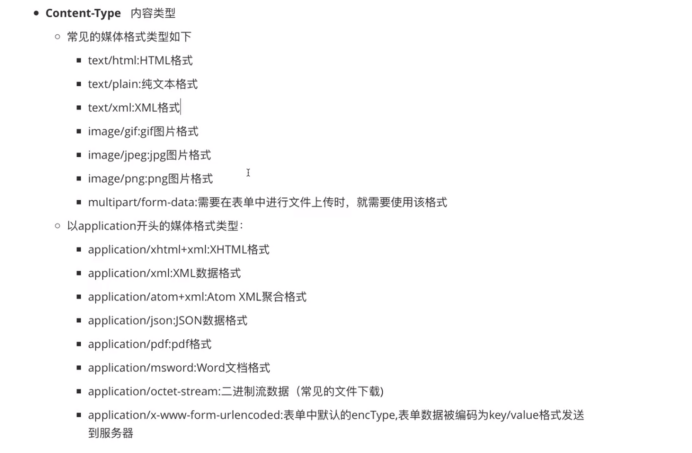 Content-Type 内容类型
常见的媒体格式类型如下
text/html:HTML格式
text/plain:纯文本格式
text/xml:XML格式
image/gif:gif图片格式
image/jpeg:jpg图片格式
image/png:png图片格式
multipart/form-data:需要在表单中进行文件上传时，就需要使用该格式
以application开头的媒体格式类型：
application/xhtml+xml:XHTML格式
application/xml:XML数据格式
application/atom+xml:Atom XML聚合格式
application/json:JSON数据格式
application/pdf:pdf格式
application/msword:Word文档格式
application/octet-stream:二进制流数据（常见的文件下载)
application/x-www-form-urlencoded:表单中默认的encType,表单数据被编码为key/value格式发送
到服务器